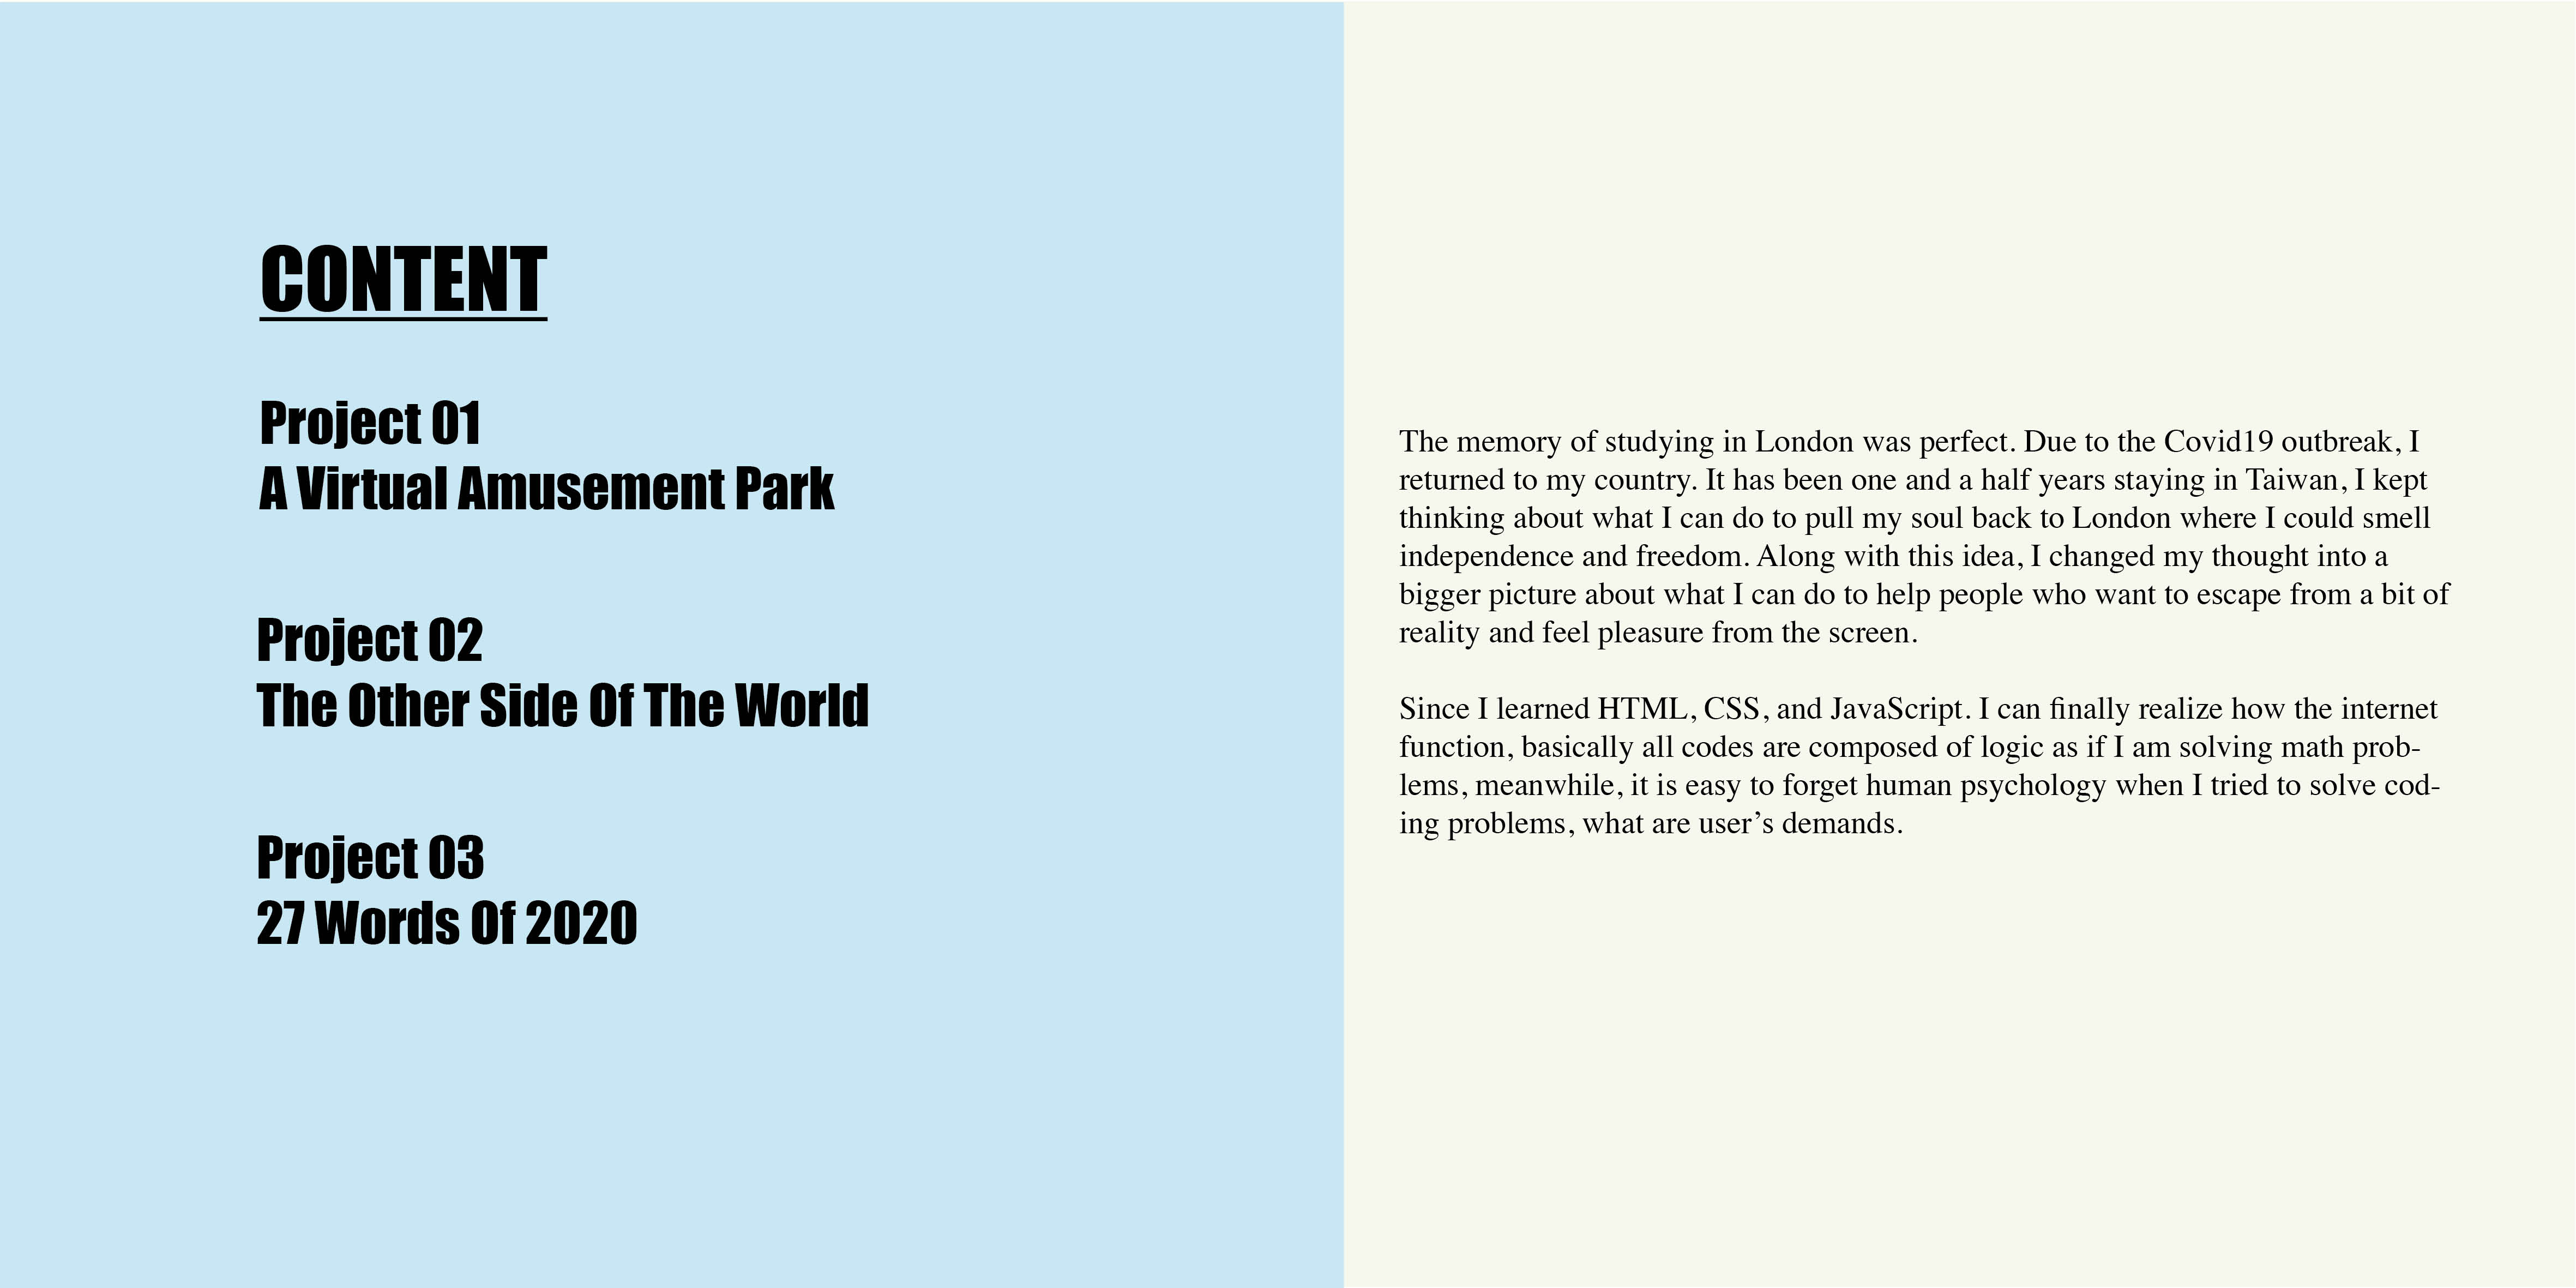 CONTENT
Project 01
A Virtual Amusement Park
Project 02
The Other Side Of The World
Project 03
27 Words Of 2020
The memory of studying in London was perfect. Due to the Covid19 outbreak, I
returned to my country. It has been one and a half years staying in Taiwan, I kept
thinking about what I can do to pull my soul back to London where I could smell
independence and freedom. Along with this idea, I changed my thought into a
bigger picture about what I can do to help people who want to escape from a bit of
reality and feel pleasure from the screen.
Since I learned HTML, CSS, and JavaScript. I can finally realize how the internet
function, basically all codes are composed of logic as if I am solving math prob-
lems, meanwhile, it is easy to forget human psychology when I tried to solve cod-
ing problems, what are user’s demands.